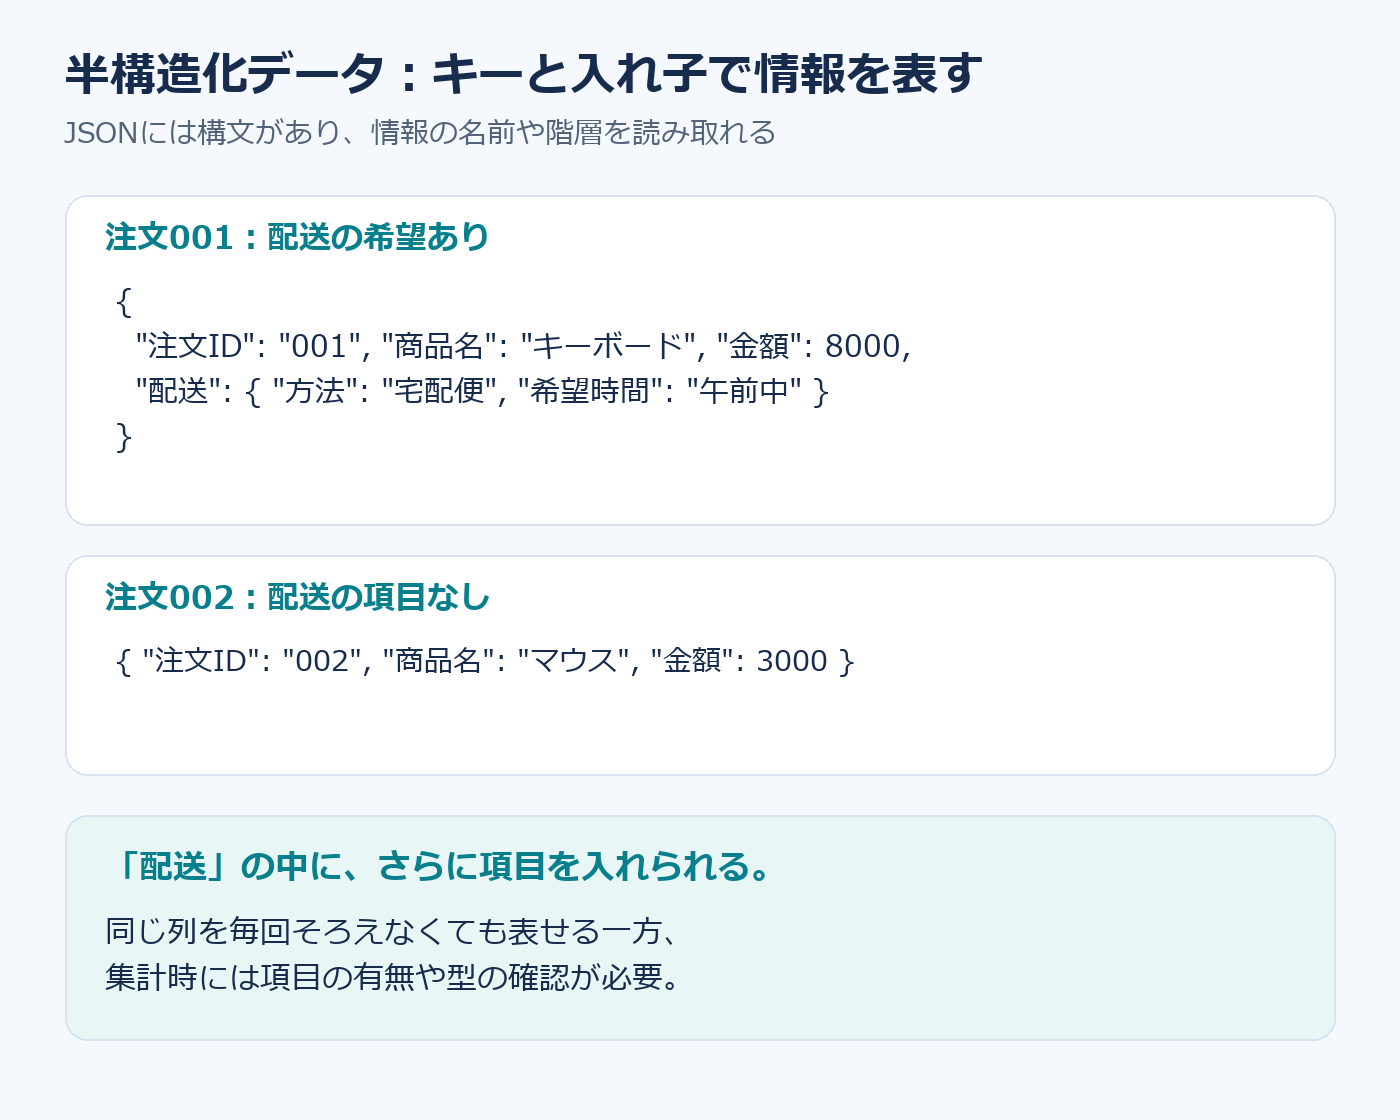 半構造化データ：キーと入れ子で情報を表す
JSONには構文があり、情報の名前や階層を読み取れる
注文001：配送の希望あり
{
"注文ID": "001", "商品名": "キーボード", "金額": 8000,
"配送": { "方法": "宅配便", "希望時間": "午前中" }
}
注文002：配送の項目なし
{ "注文ID": "002", "商品名": "マウス", "金額": 3000 }
「配送」の中に、さらに項目を入れられる。
同じ列を毎回そろえなくても表せる一方、
集計時には項目の有無や型の確認が必要。